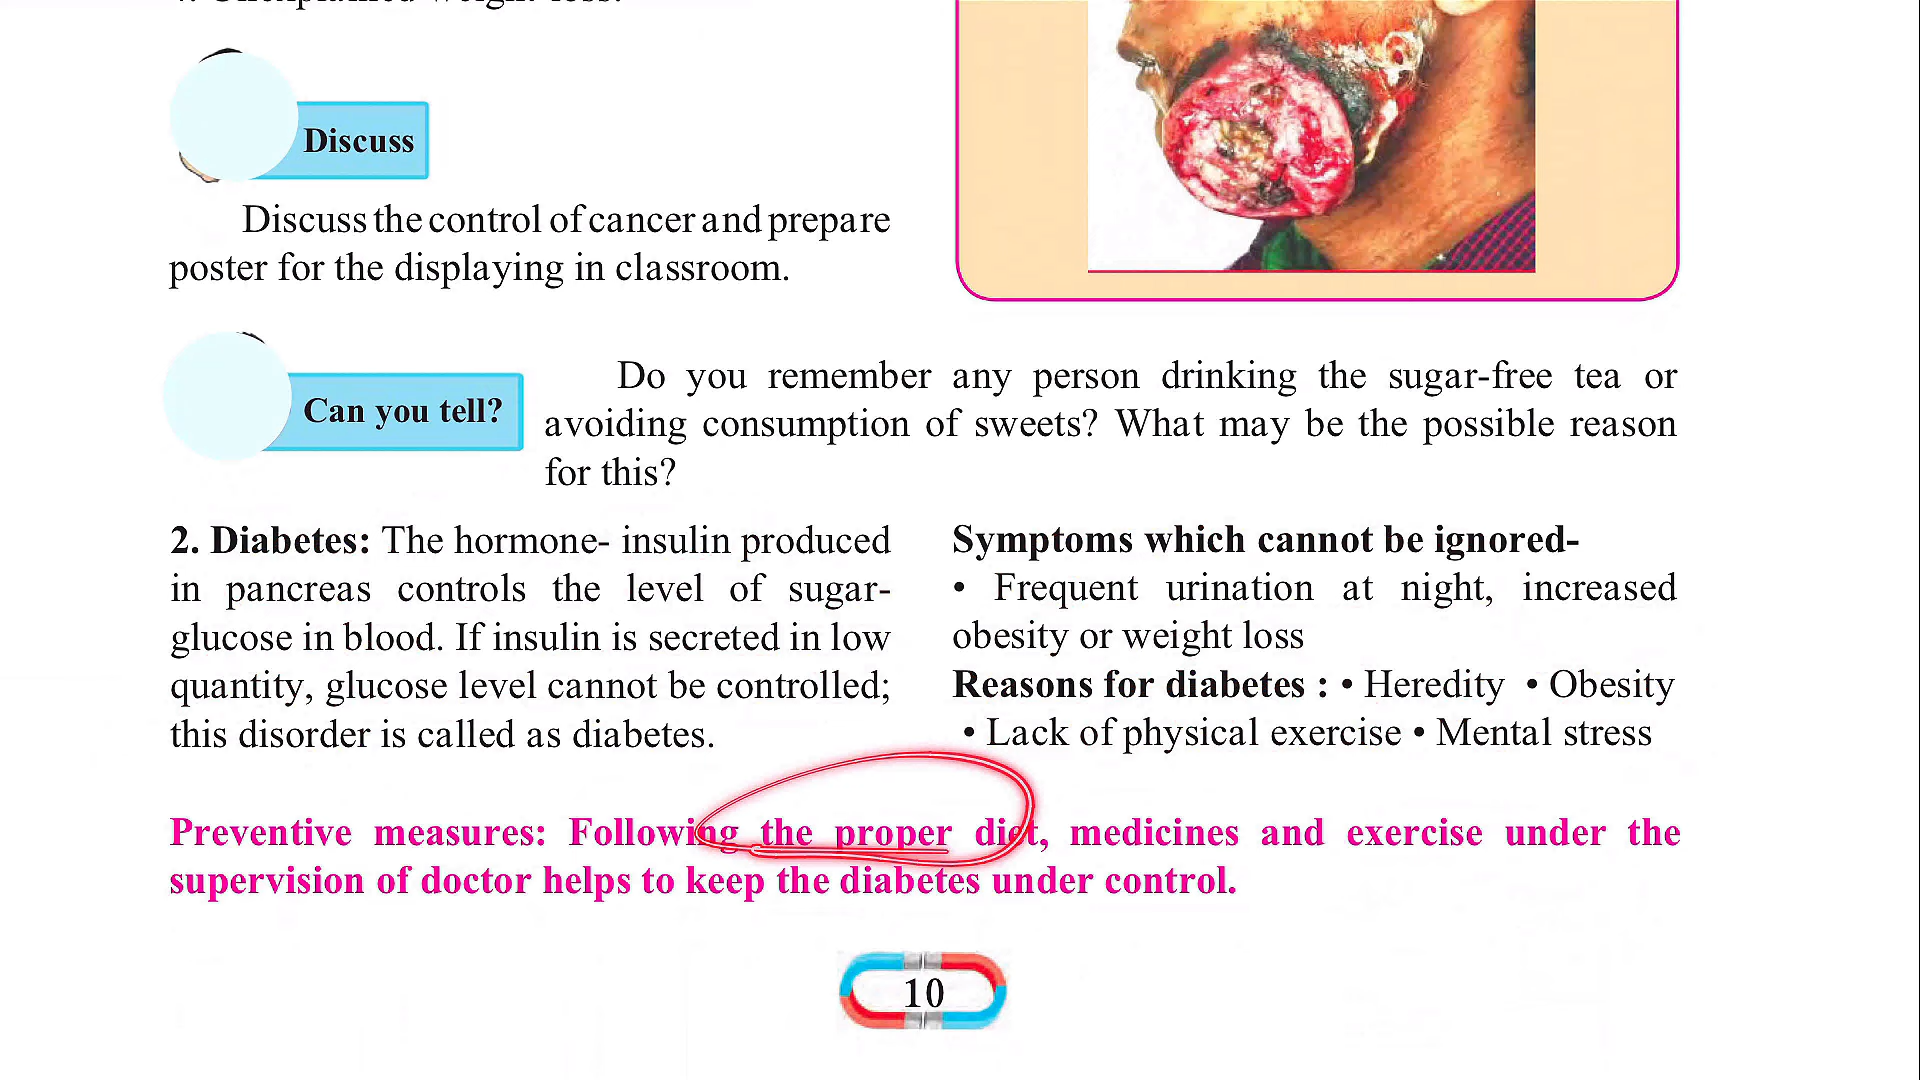 4. Unexplained weight loss.
Discuss
Discuss the control of cancer and prepare
poster for the displaying in classroom.
Can you tell?
Do you remember any person drinking the sugar-free tea or
avoiding consumption of sweets? What may be the possible reason
for this?
2. Diabetes: The hormone- insulin produced
in pancreas controls the level of sugar-
glucose in blood. If insulin is secreted in low
quantity, glucose level cannot be controlled;
this disorder is called as diabetes.
Symptoms which cannot be ignored-
• Frequent urination at night, increased
obesity or weight loss
Reasons for diabetes : • Heredity • Obesity
• Lack of physical exercise • Mental stress
Preventive measures: Following the proper diet, medicines and exercise under the
supervision of doctor helps to keep the diabetes under control.
10